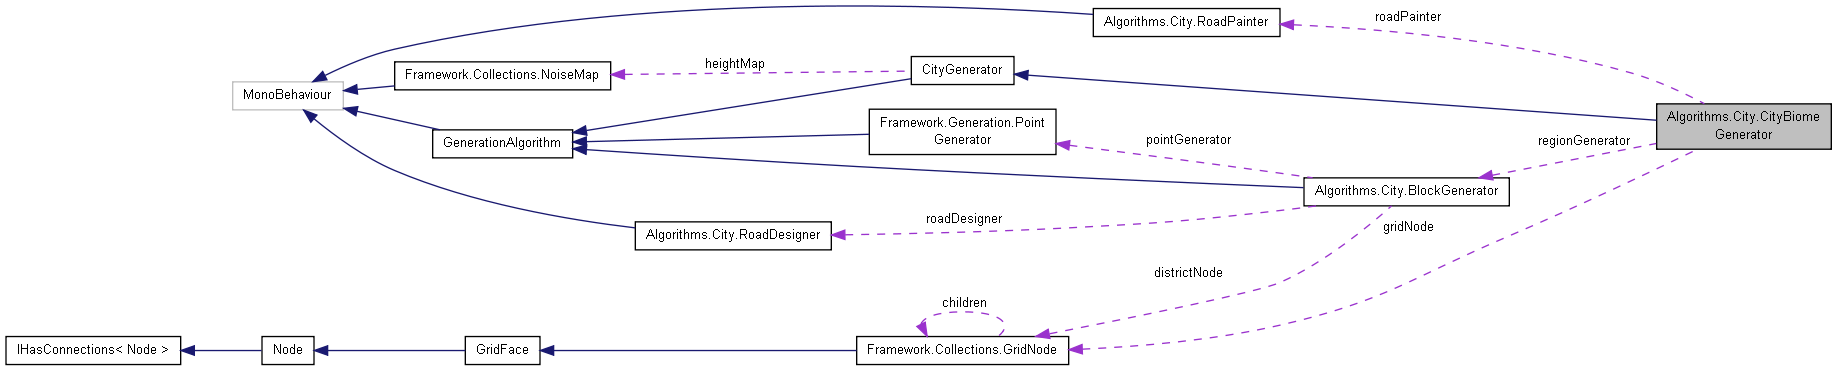 roadPainter
Algorithms.City.RoadPainter
heightMap
CityGenerator
Framework.Collections.NoiseMap
MonoBehaviour
Algorithms.City.CityBiome
Generator
Framework.Generation.Point
Generator
GenerationAlgorithm
pointGenerator
regionGenerator
Algorithms.City.BlockGenerator
roadDesigner
gridNode
Algorithms.City.RoadDesigner
districtNode
children
IHasConnections< Node >
Node
GridFace
Framework.Collections.GridNode